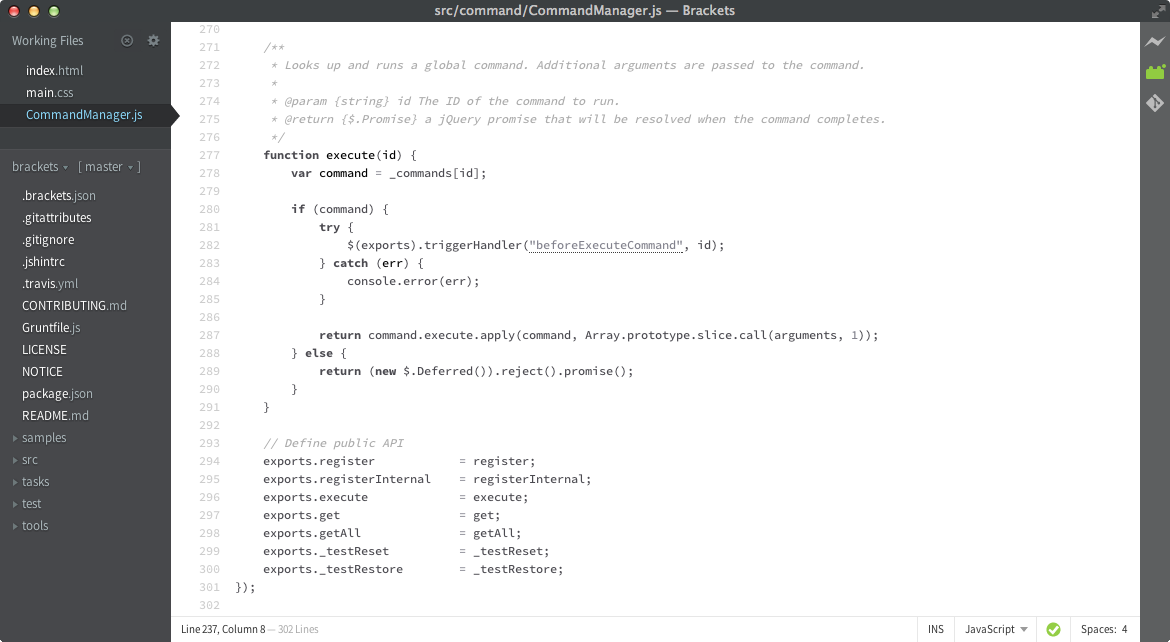 src/command/CommandManager.js — Brackets
Working Files
index.html
main.css
CommandManager.js
brackets [ master ]
.brackets.json
.gitattributes
.gitignore
.jshintrc
.travis.yml
CONTRIBUTING.md
Gruntfile.js
LICENSE
NOTICE
package.json
README.md
samples
src
tasks
test
tools
270
271     /**
272      * Looks up and runs a global command. Additional arguments are passed to the command.
273      *
274      * @param {string} id The ID of the command to run.
275      * @return {$.Promise} a jQuery promise that will be resolved when the command completes.
276      */
277     function execute(id) {
278         var command = _commands[id];
279
280         if (command) {
281             try {
282                 $(exports).triggerHandler("beforeExecuteCommand", id);
283             } catch (err) {
284                 console.error(err);
285             }
286
287             return command.execute.apply(command, Array.prototype.slice.call(arguments, 1));
288         } else {
289             return (new $.Deferred()).reject().promise();
290         }
291     }
292
293     // Define public API
294     exports.register            = register;
295     exports.registerInternal    = registerInternal;
296     exports.execute             = execute;
297     exports.get                 = get;
298     exports.getAll              = getAll;
299     exports._testReset          = _testReset;
300     exports._testRestore        = _testRestore;
301 });
302
Line 237, Column 8 — 302 Lines INS JavaScript Spaces: 4